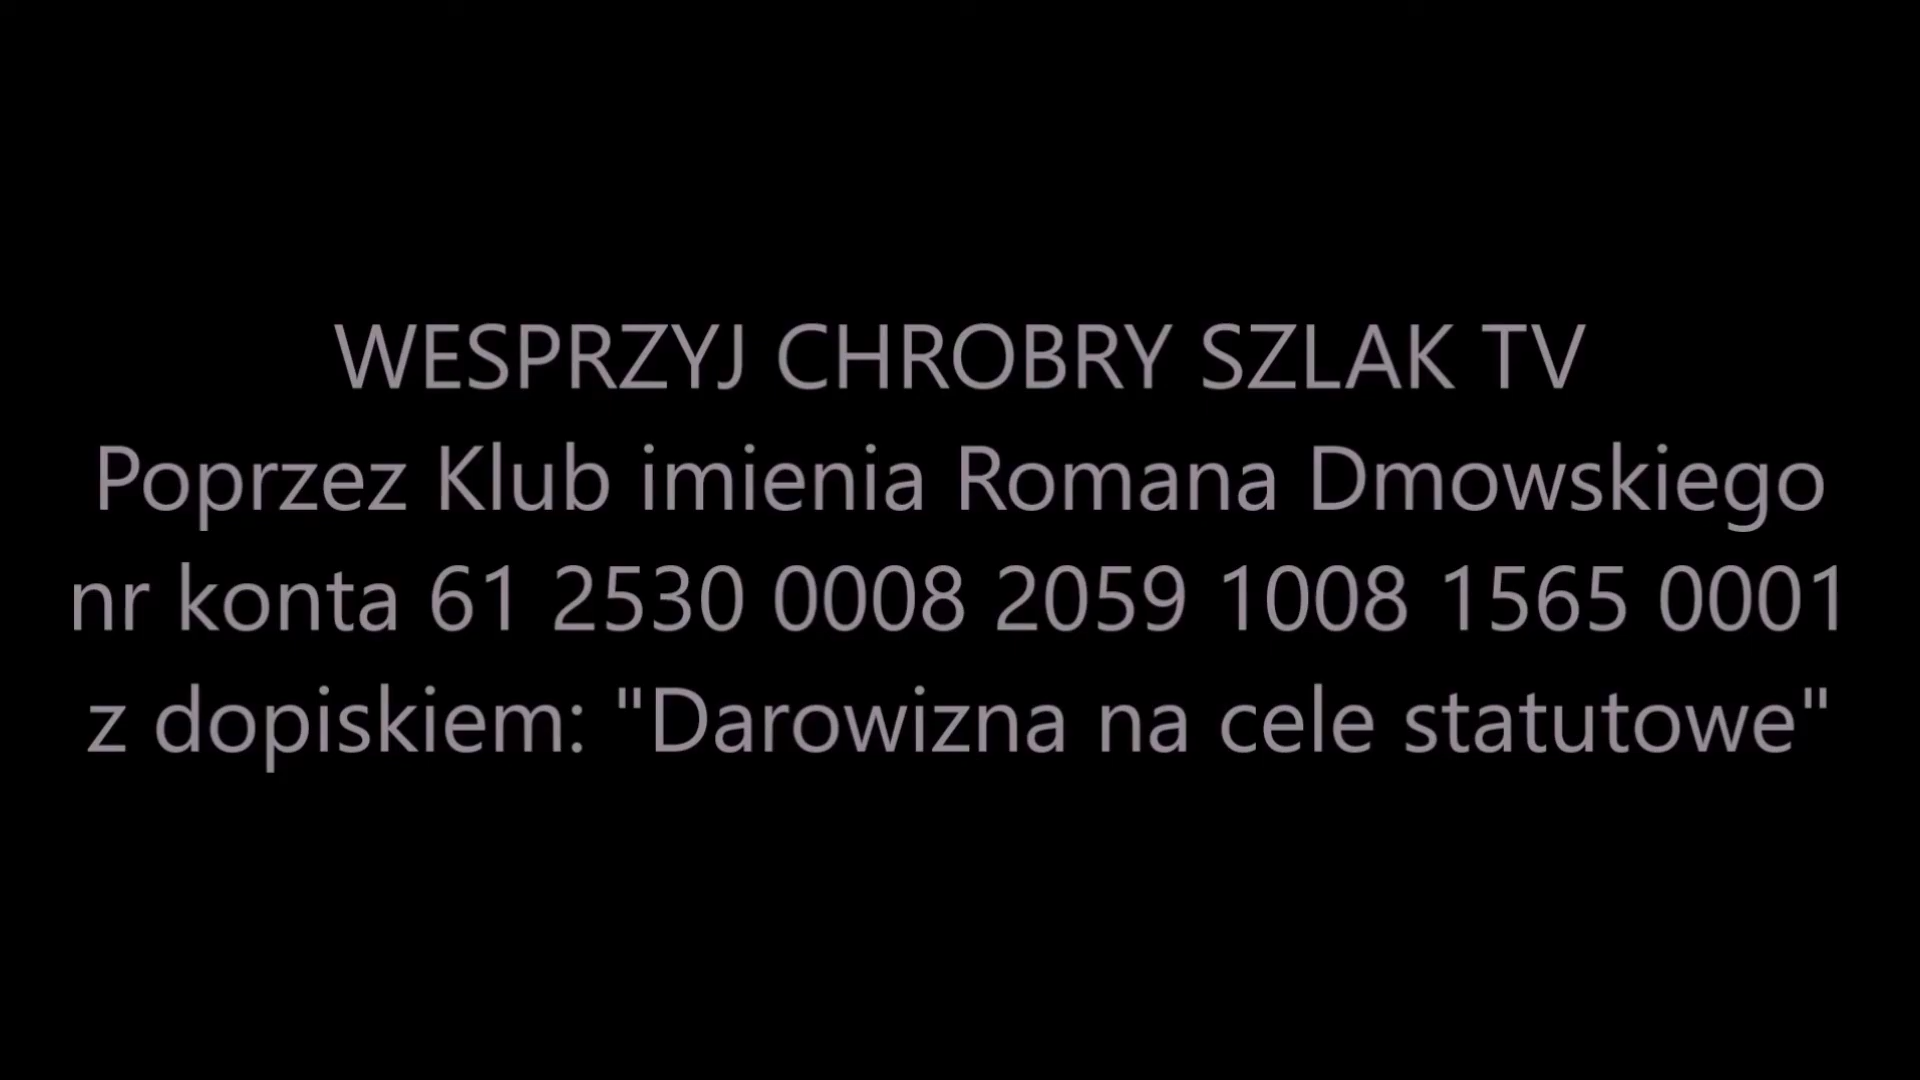 WESPRZYJ CHROBRY SZLAK TV
Poprzez Klub imienia Romana Dmowskiego
nr konta 61 2530 0008 2059 1008 1565 0001
z dopiskiem: "Darowizna na cele statutowe"